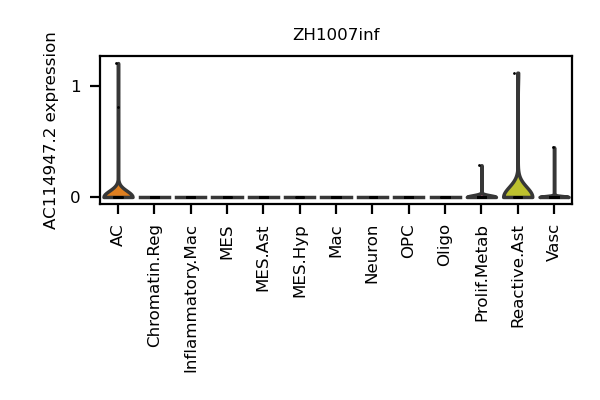 ZH1007inf
AC114947.2 expression
1
0
AC
Chromatin.Reg
Inflammatory.Mac
MES
MES.Ast
MES.Hyp
Mac
Neuron
OPC
Oligo
Prolif.Metab
Reactive.Ast
Vasc